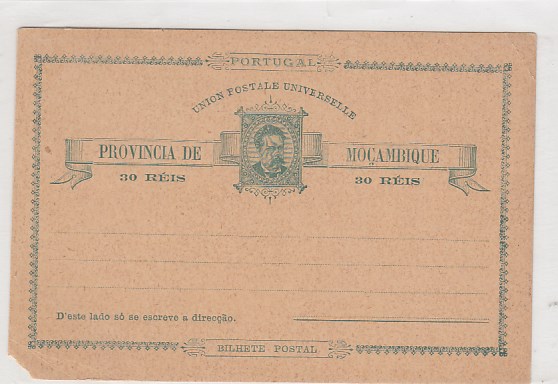 PORTUGAL
UNION POSTALE UNIVERSELLE
PROVINCIA DE MOÇAMBIQUE
30 RÉIS 30 RÉIS
D'este lado só se escreve a direcção.
BILHETE POSTAL